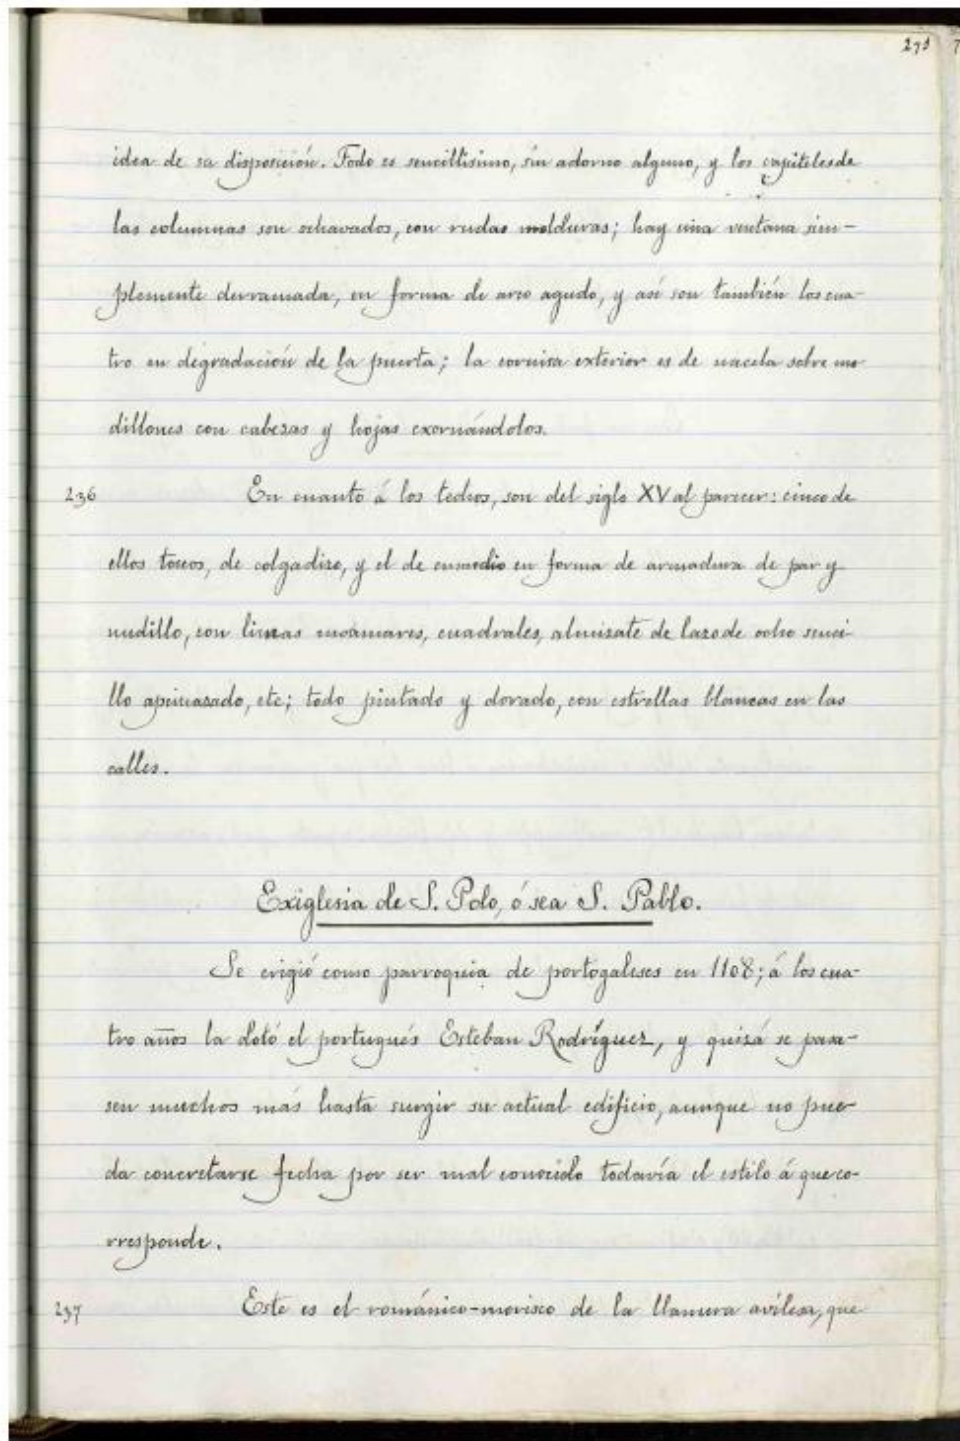 273
idea de su disposición. Todo es sencillísimo, sin adorno alguno, y los capiteles de
las columnas son ochavados, con rudas molduras; hay una ventana sim-
plemente derramada, en forma de arco agudo, y así son también los cua-
tro en degradación de la puerta; la cornisa exterior es de nacela sobre mo
dillones con cabezas y hojas exornándolos.
236 En cuanto á los techos, son del siglo XV al parecer: cinco de
ellos toscos, de colgadizo, y el de enmedio en forma de armadura de par y
nudillo, con limas moamares, cuadrales, almizate de lazo de ocho senci-
llo apeinazado, etc; todo pintado y dorado, con estrellas blancas en las
calles.
Exiglesia de S. Polo, ó sea S. Pablo.
Se erigió como parroquia de portogaleses en 1108; á los cua-
tro años la dotó el portugués Esteban Rodríguez, y quizá se pasa-
sen muchos más hasta surgir su actual edificio, aunque no pue-
da concretarse fecha por ser mal conocido todavía el estilo á que co-
rresponde.
237 Este es el románico-morisco de la llanura avilesa, que